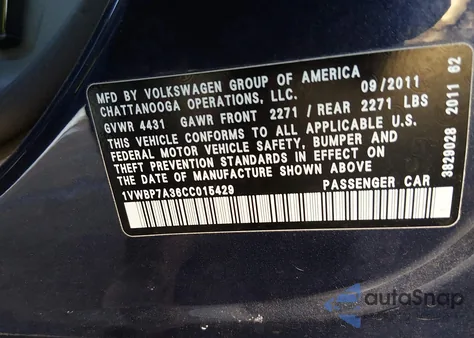 MFD BY VOLKSWAGEN GROUP OF AMERICA
CHATTANOOGA OPERATIONS, LLC. 09/2011
GVWR 4431 GAWR FRONT 2271 / REAR 2271 LBS
THIS VEHICLE CONFORMS TO ALL APPLICABLE U.S.
FEDERAL MOTOR VEHICLE SAFETY, BUMPER AND
THEFT PREVENTION STANDARDS IN EFFECT ON
THE DATE OF MANUFACTURE SHOWN ABOVE
1VWBP7A36CC015429 PASSENGER CAR
3629028 2011 62
autoSnap